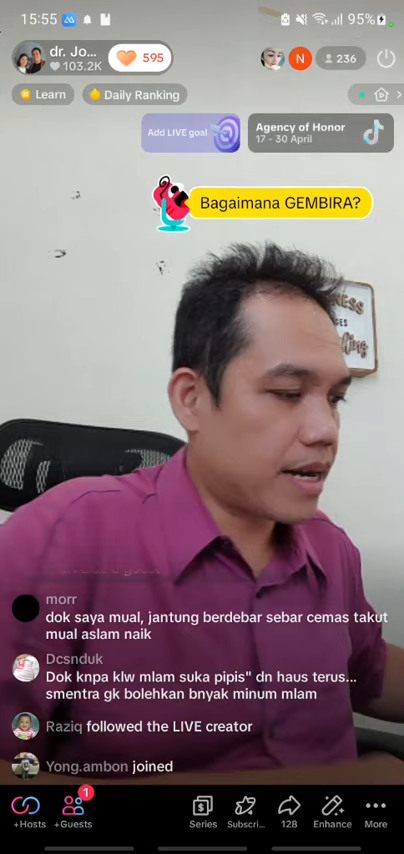 15:55
95%
dr. Jo...
103.2K
595
N
236
Learn
Daily Ranking
Add LIVE goal
Agency of Honor
17 - 30 April
Bagaimana GEMBIRA?
morr
dok saya mual, jantung berdebar sebar cemas takut
mual aslam naik
Dcsnduk
Dok knpa klw mlam suka pipis" dn haus terus...
smentra gk bolehkan bnyak minum mlam
Raziq followed the LIVE creator
Yong.ambon joined
1
+Hosts
+Guests
Series
Subscri...
128
Enhance
More